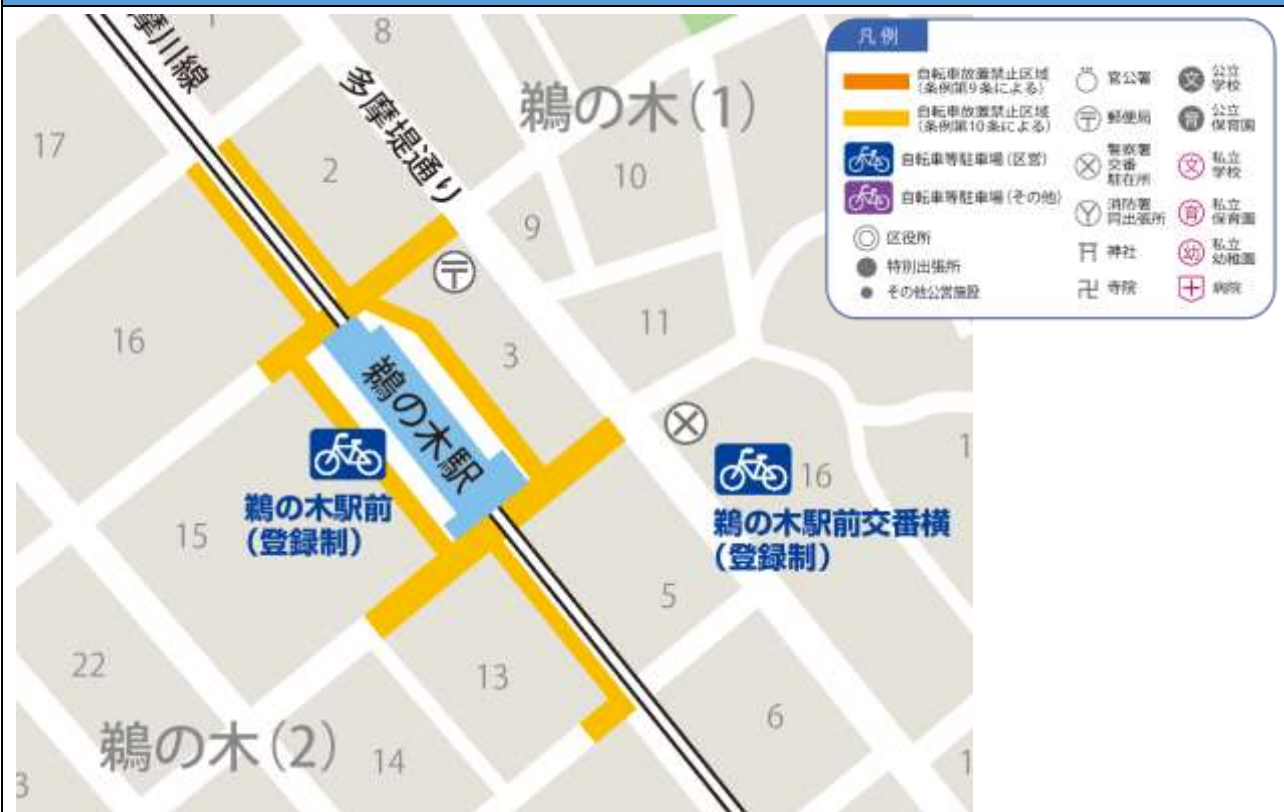 摩川線
多摩堤通り
鵜の木(1)
8
17
2
10
9
16
11
3
鵜の木駅
鵜の木駅前
(登録制)
15
16
鵜の木駅前交番横
(登録制)
5
22
13
6
鵜の木(2)
14
3
1
1
凡例
自転車放置禁止区域
(条例第9条による)
自転車放置禁止区域
(条例第10条による)
自転車等駐車場(区営)
自転車等駐車場(その他)
区役所
特別出張所
その他公営施設
官公署
郵便局
警察署
交番
駐在所
消防署
同出張所
神社
寺院
文
公立
学校
育
公立
保育園
文
私立
学校
育
私立
保育園
幼
私立
幼稚園
病院